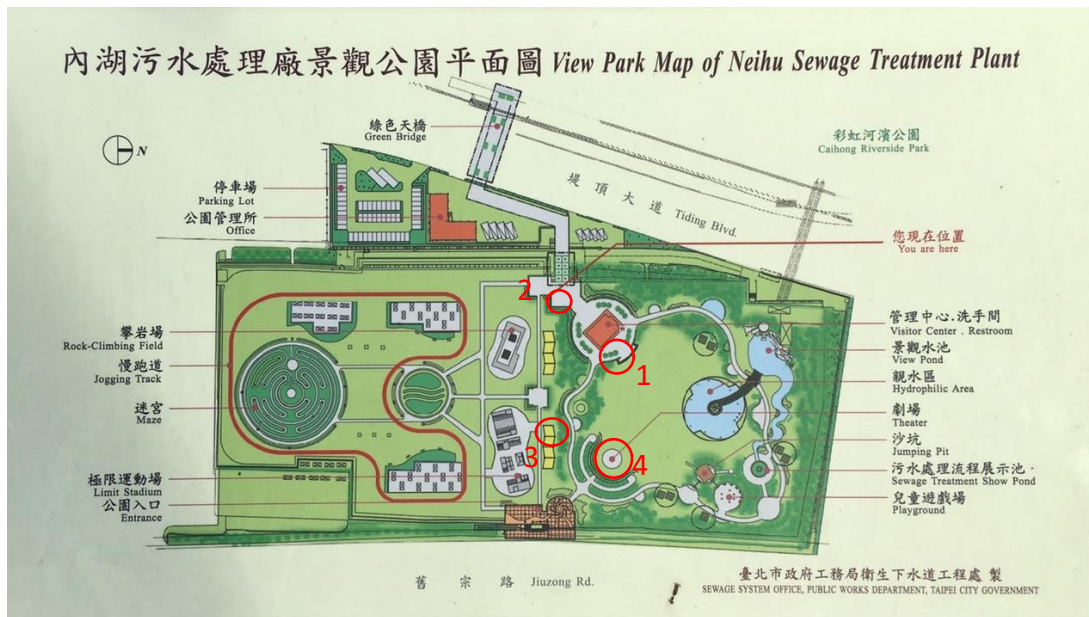 內湖污水處理廠景觀公園平面圖 View Park Map of Neihu Sewage Treatment Plant
綠色天橋
Green Bridge
彩虹河濱公園
Caihong Riverside Park
N
停車場
Parking Lot
公園管理所
Office
堤頂大道 Tiding Blvd.
您現在位置
You are here
2
管理中心.洗手間
Visitor Center . Restroom
攀岩場
Rock-Climbing Field
景觀水池
View Pond
慢跑道
Jogging Track
1
親水區
Hydrophilic Area
迷宮
Maze
劇場
Theater
沙坑
Jumping Pit
3
4
極限運動場
Limit Stadium
污水處理流程展示池·
Sewage Treatment Show Pond
公園入口
Entrance
兒童遊戲場
Playground
舊宗路 Jiuzong Rd.
臺北市政府工務局衛生下水道工程處 製
SEWAGE SYSTEM OFFICE, PUBLIC WORKS DEPARTMENT, TAIPEI CITY GOVERNMENT